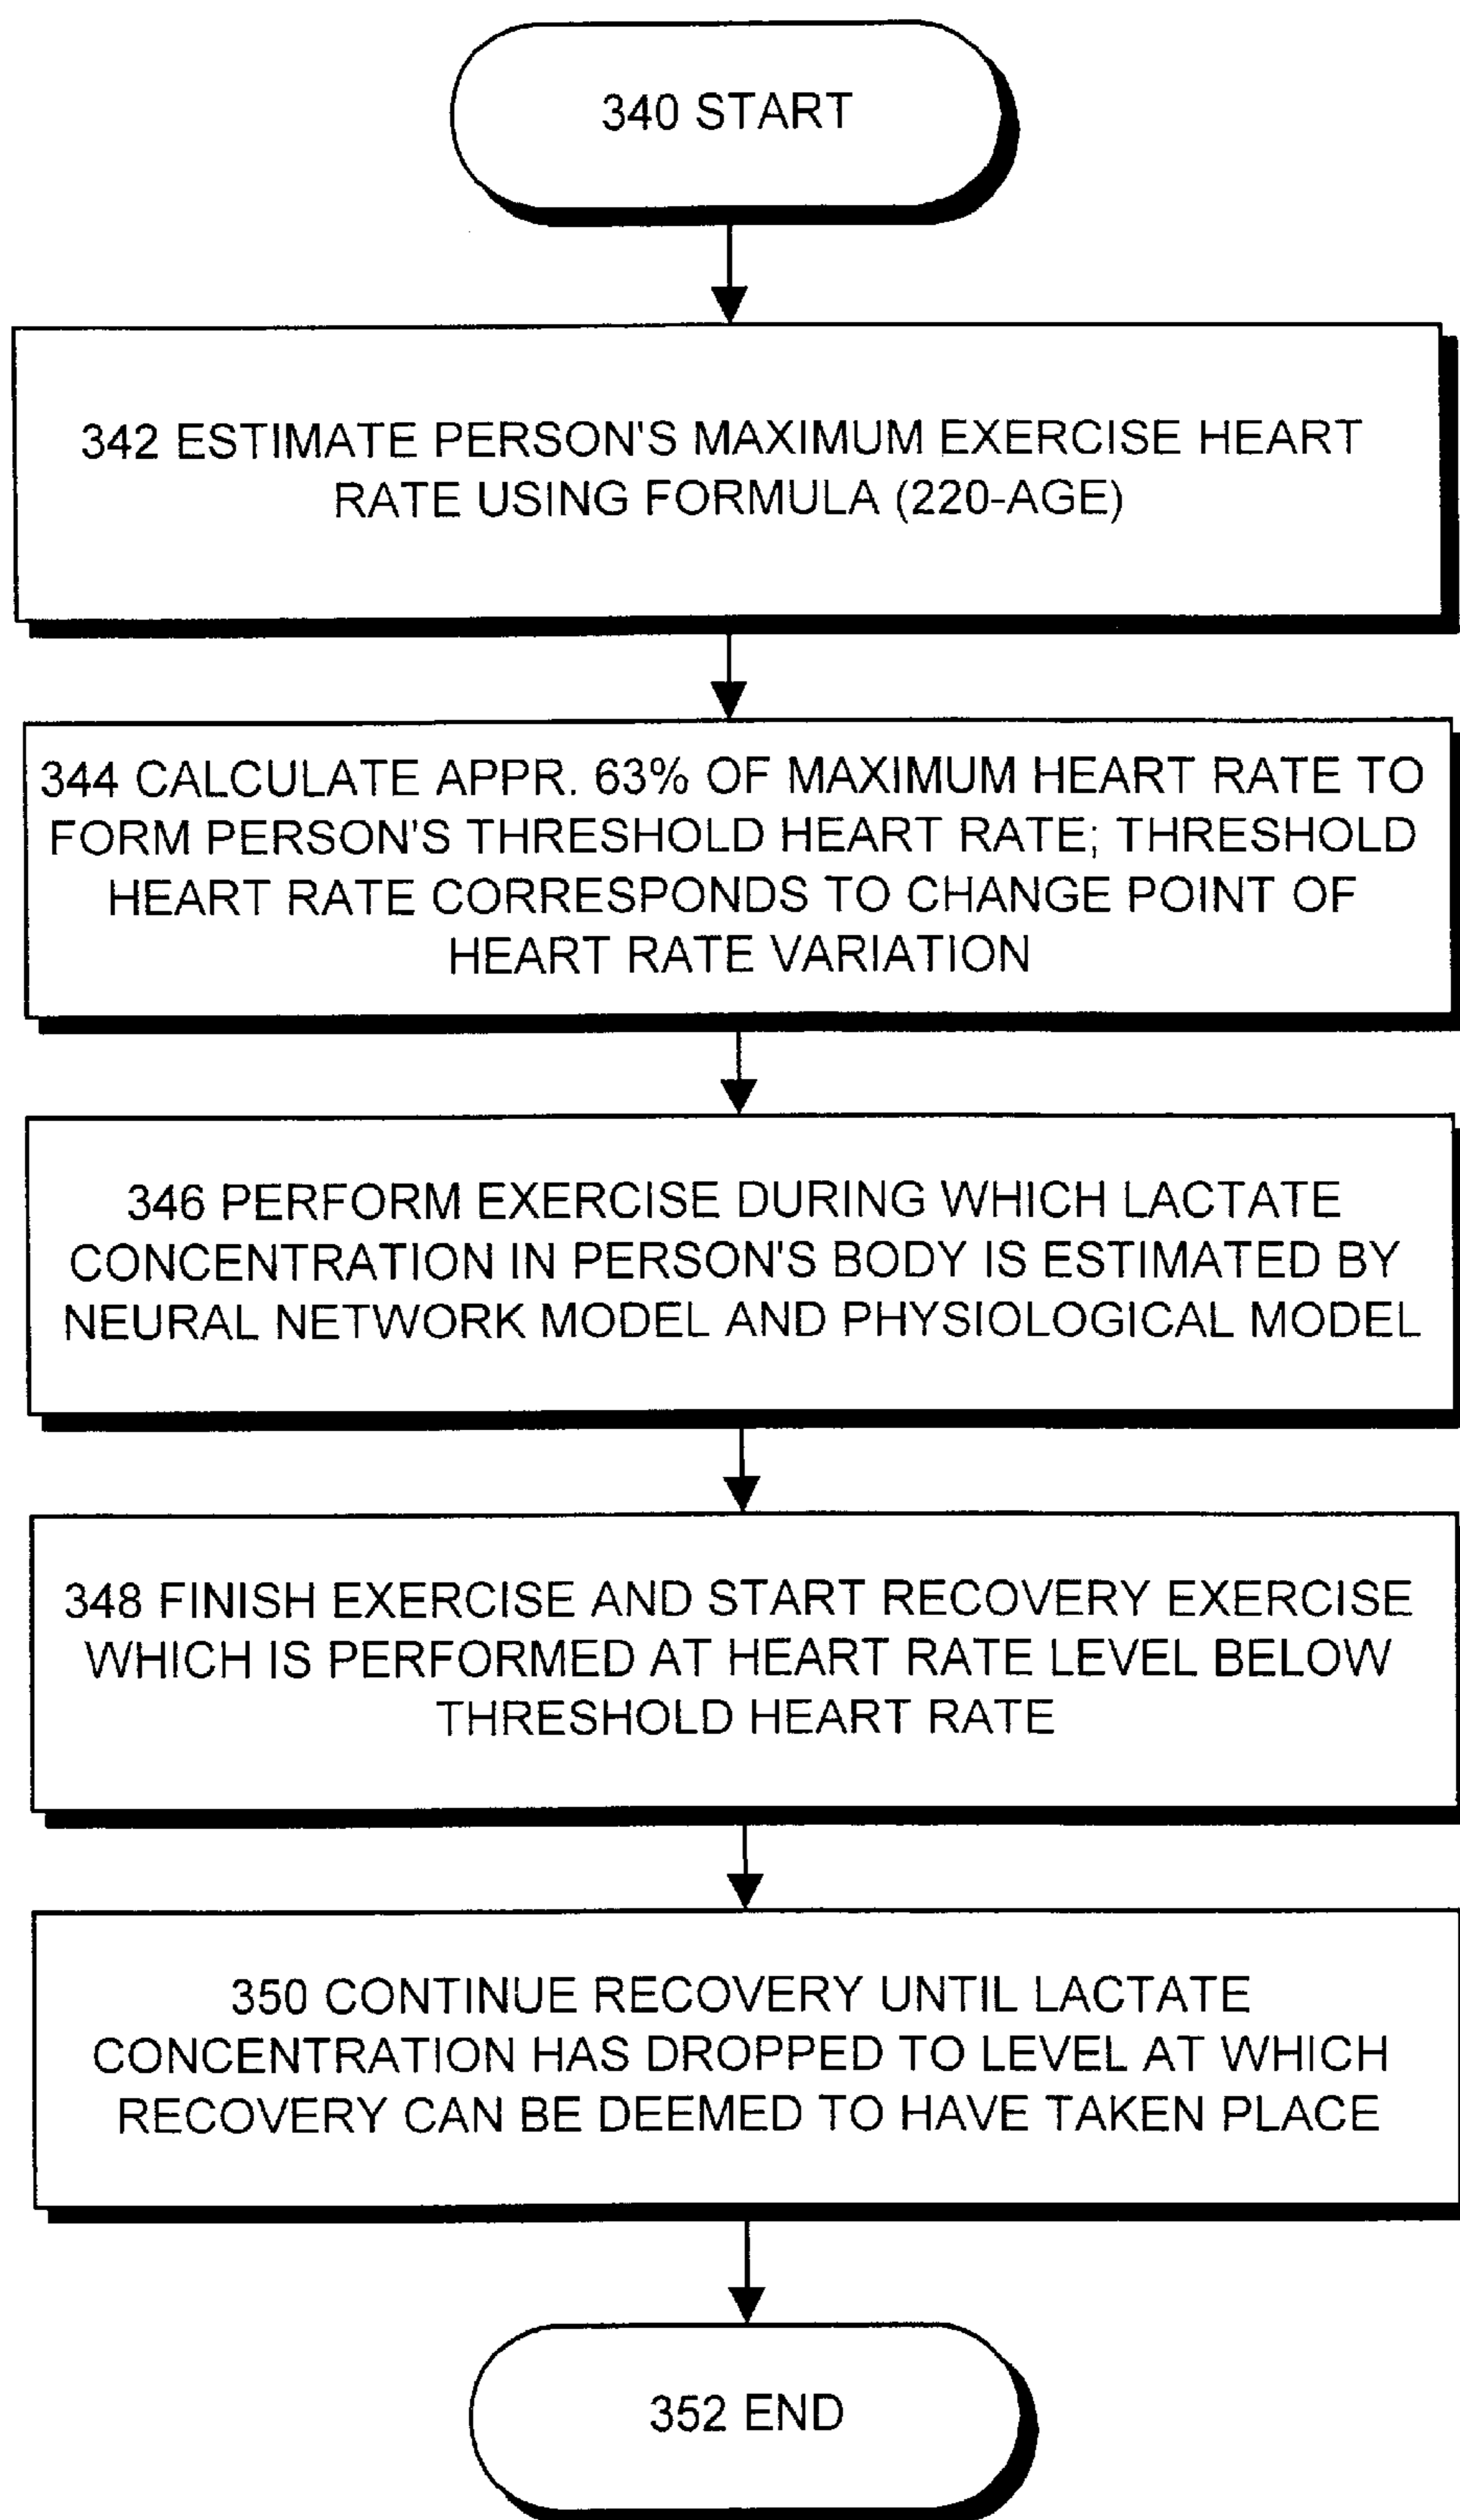 340 START
342 ESTIMATE PERSON'S MAXIMUM EXERCISE HEART
RATE USING FORMULA (220-AGE)
344 CALCULATE APPR. 63% OF MAXIMUM HEART RATE TO
FORM PERSON'S THRESHOLD HEART RATE; THRESHOLD
HEART RATE CORRESPONDS TO CHANGE POINT OF
HEART RATE VARIATION
346 PERFORM EXERCISE DURING WHICH LACTATE
CONCENTRATION IN PERSON'S BODY IS ESTIMATED BY
NEURAL NETWORK MODEL AND PHYSIOLOGICAL MODEL
348 FINISH EXERCISE AND START RECOVERY EXERCISE
WHICH IS PERFORMED AT HEART RATE LEVEL BELOW
THRESHOLD HEART RATE
350 CONTINUE RECOVERY UNTIL LACTATE
CONCENTRATION HAS DROPPED TO LEVEL AT WHICH
RECOVERY CAN BE DEEMED TO HAVE TAKEN PLACE
352 END